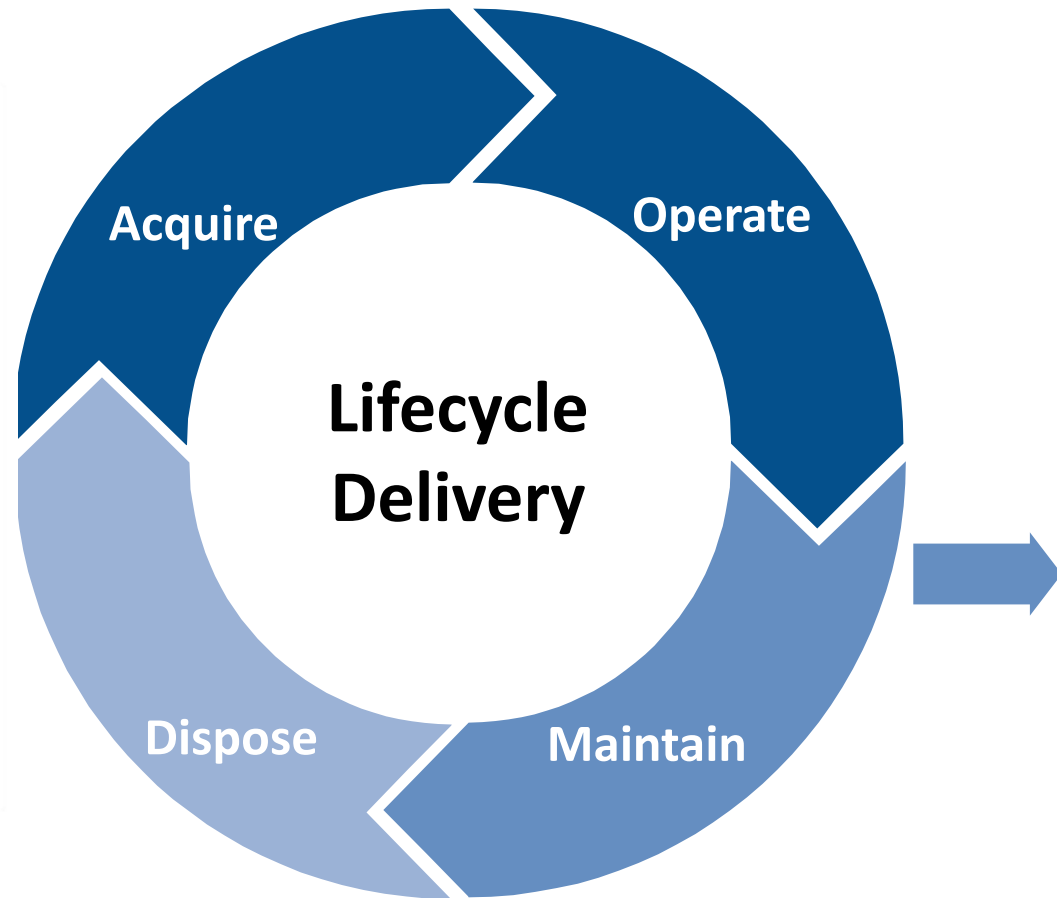 Acquire
Operate
Lifecycle
Delivery
Dispose
Maintain